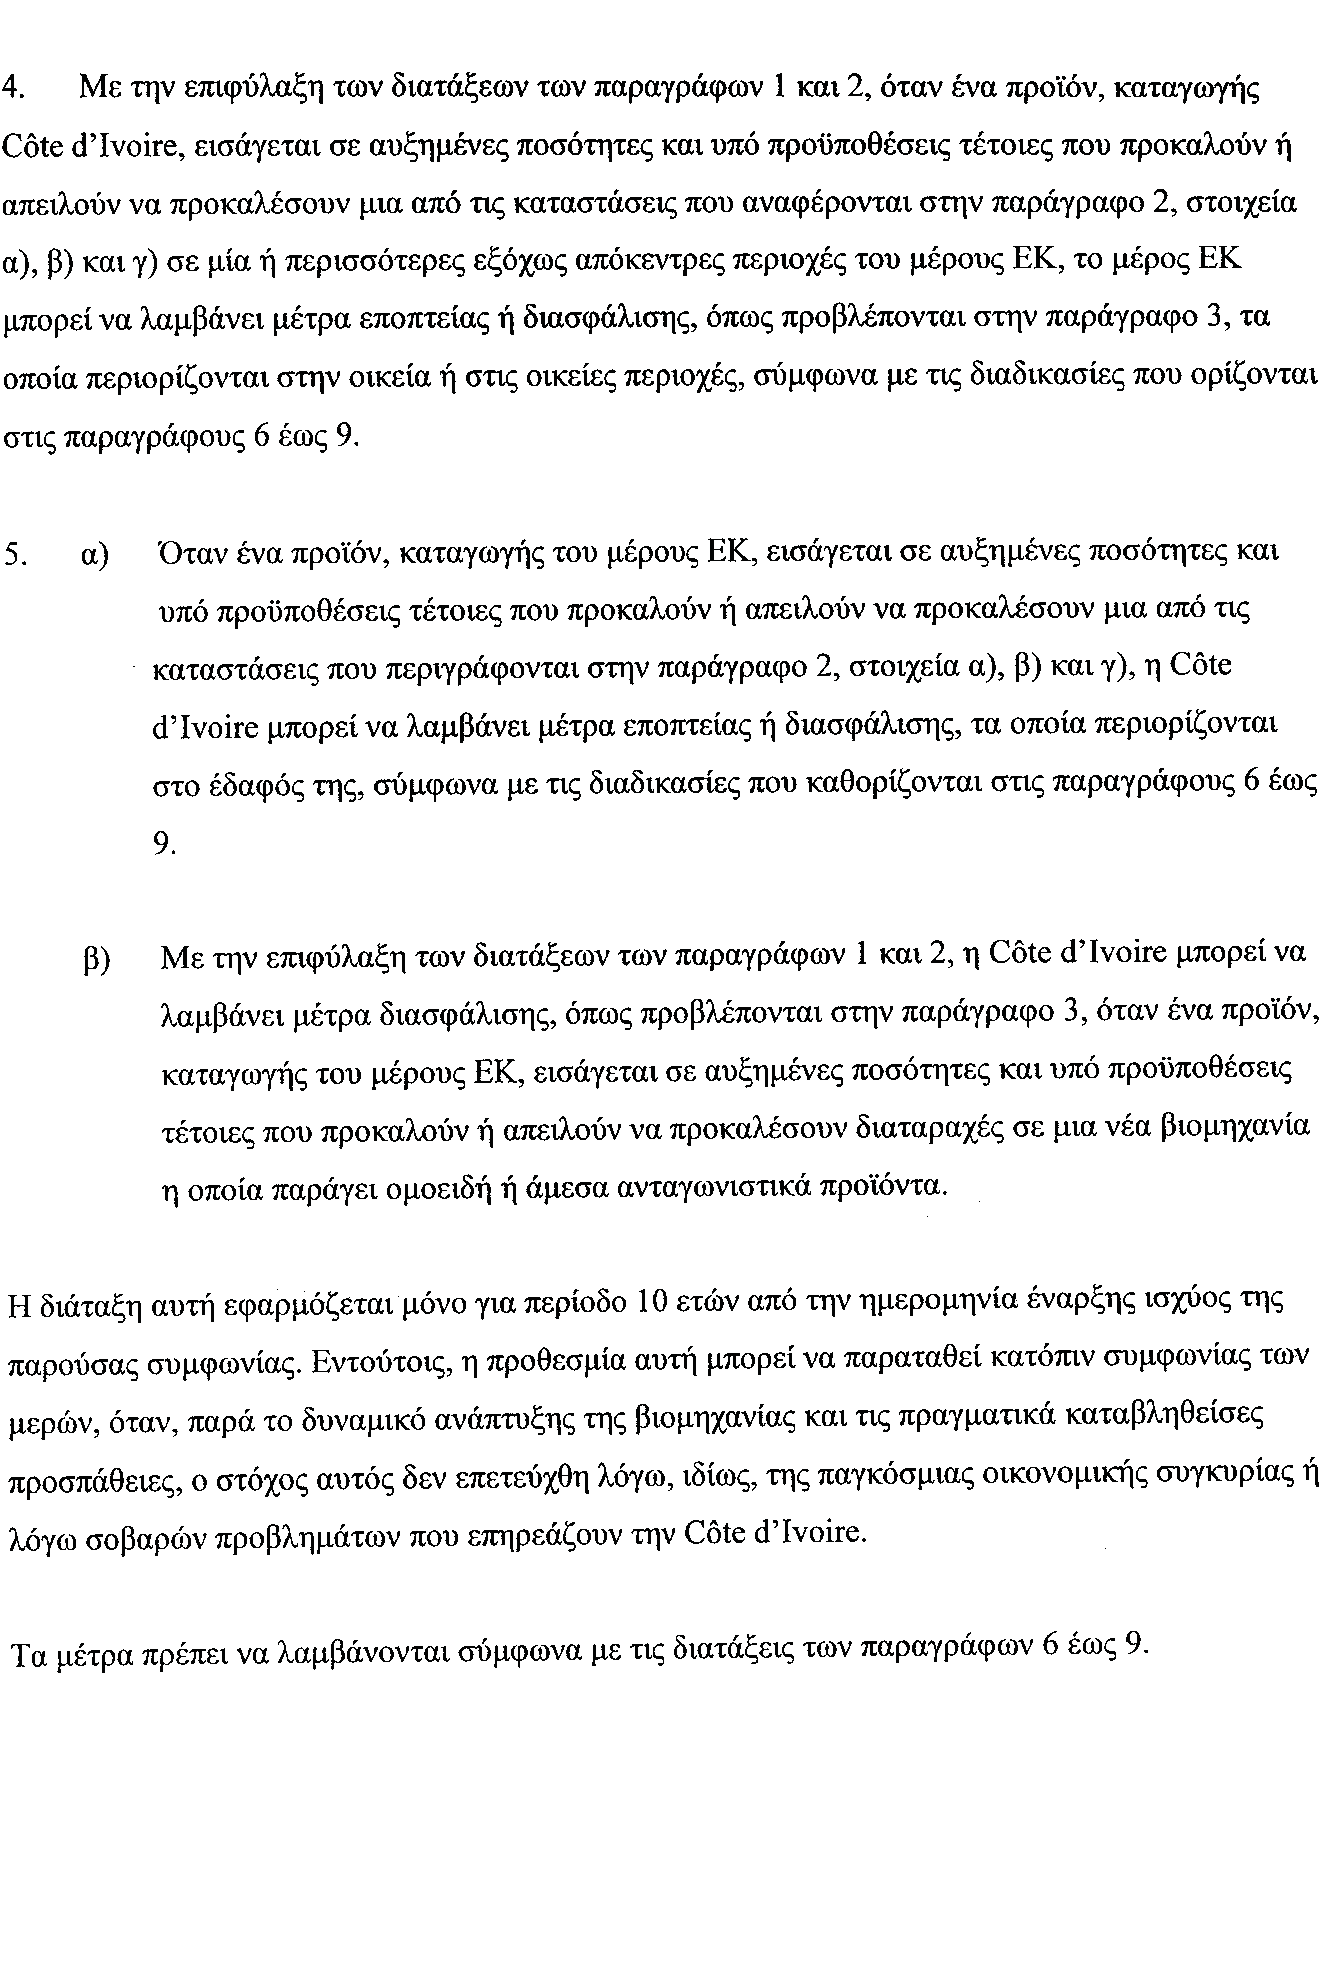 4. Με την επιφύλαξη των διατάξεων των παραγράφων 1 και 2, όταν ένα προϊόν, καταγωγής
Côte d’Ivoire, εισάγεται σε αυξημένες ποσότητες και υπό προϋποθέσεις τέτοιες που προκαλούν ή
απειλούν να προκαλέσουν μια από τις καταστάσεις που αναφέρονται στην παράγραφο 2, στοιχεία
α), β) και γ) σε μία ή περισσότερες εξόχως απόκεντρες περιοχές του μέρους ΕΚ, το μέρος ΕΚ
μπορεί να λαμβάνει μέτρα εποπτείας ή διασφάλισης, όπως προβλέπονται στην παράγραφο 3, τα
οποία περιορίζονται στην οικεία ή στις οικείες περιοχές, σύμφωνα με τις διαδικασίες που ορίζονται
στις παραγράφους 6 έως 9.
5. α) Όταν ένα προϊόν, καταγωγής του μέρους ΕΚ, εισάγεται σε αυξημένες ποσότητες και
υπό προϋποθέσεις τέτοιες που προκαλούν ή απειλούν να προκαλέσουν μια από τις
καταστάσεις που περιγράφονται στην παράγραφο 2, στοιχεία α), β) και γ), η Côte
d’Ivoire μπορεί να λαμβάνει μέτρα εποπτείας ή διασφάλισης, τα οποία περιορίζονται
στο έδαφός της, σύμφωνα με τις διαδικασίες που καθορίζονται στις παραγράφους 6 έως
9.
β) Με την επιφύλαξη των διατάξεων των παραγράφων 1 και 2, η Côte d’Ivoire μπορεί να
λαμβάνει μέτρα διασφάλισης, όπως προβλέπονται στην παράγραφο 3, όταν ένα προϊόν,
καταγωγής του μέρους ΕΚ, εισάγεται σε αυξημένες ποσότητες και υπό προϋποθέσεις
τέτοιες που προκαλούν ή απειλούν να προκαλέσουν διαταραχές σε μια νέα βιομηχανία
η οποία παράγει ομοειδή ή άμεσα ανταγωνιστικά προϊόντα.
Η διάταξη αυτή εφαρμόζεται μόνο για περίοδο 10 ετών από την ημερομηνία έναρξης ισχύος της
παρούσας συμφωνίας. Εντούτοις, η προθεσμία αυτή μπορεί να παραταθεί κατόπιν συμφωνίας των
μερών, όταν, παρά το δυναμικό ανάπτυξης της βιομηχανίας και τις πραγματικά καταβληθείσες
προσπάθειες, ο στόχος αυτός δεν επετεύχθη λόγω, ιδίως, της παγκόσμιας οικονομικής συγκυρίας ή
λόγω σοβαρών προβλημάτων που επηρεάζουν την Côte d’Ivoire.
Τα μέτρα πρέπει να λαμβάνονται σύμφωνα με τις διατάξεις των παραγράφων 6 έως 9.